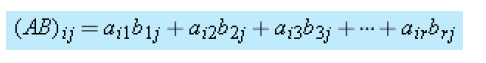 (AB)ᵢⱼ = aᵢ₁b₁ⱼ + aᵢ₂b₂ⱼ + aᵢ₃b₃ⱼ + ··· + aᵢᵣbᵣⱼ